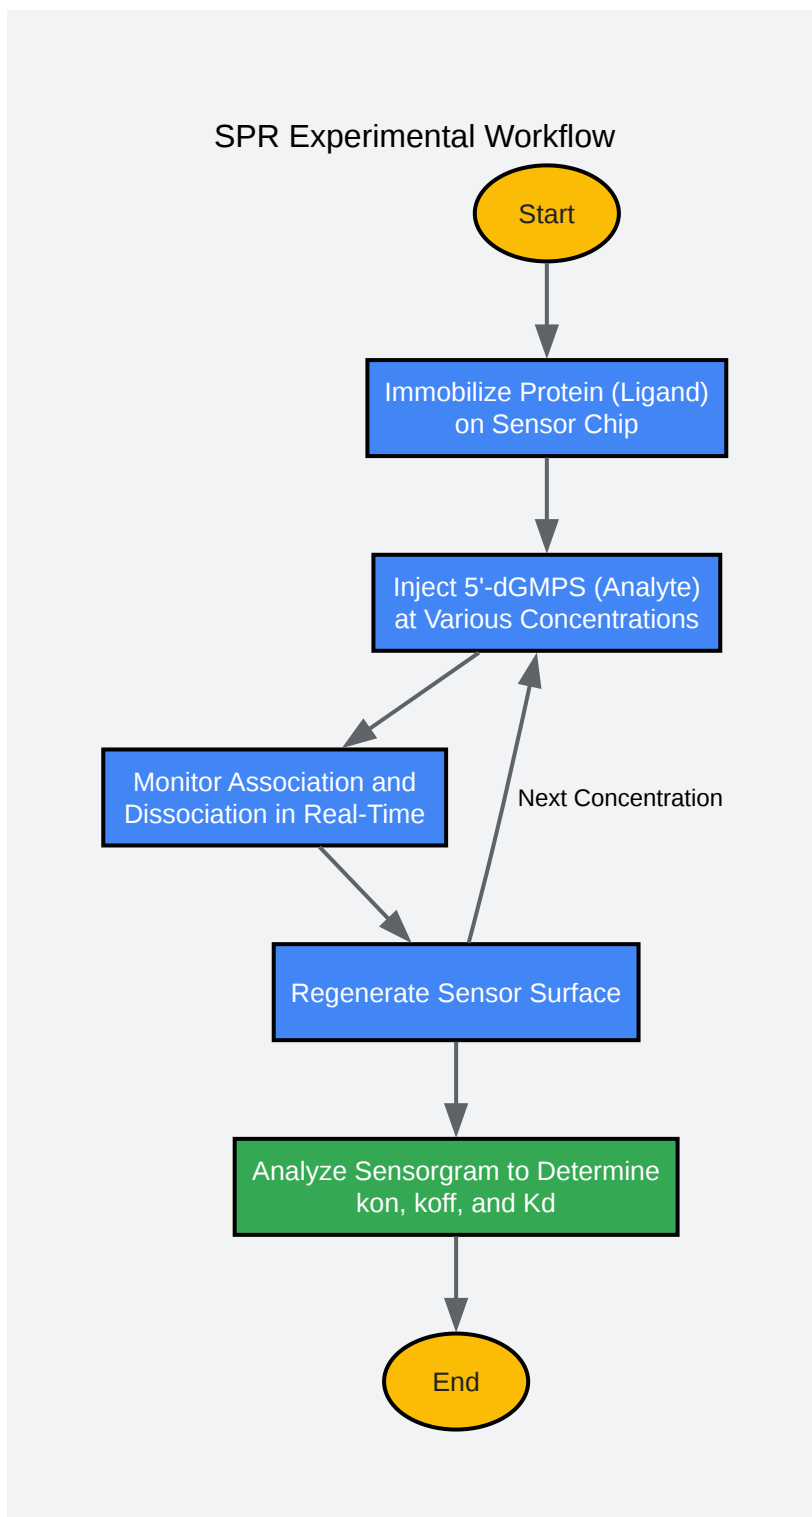 SPR Experimental Workflow
Start
Immobilize Protein (Ligand)
on Sensor Chip
Inject 5'-dGMPS (Analyte)
at Various Concentrations
Monitor Association and
Dissociation in Real-Time
Next Concentration
Regenerate Sensor Surface
Analyze Sensorgram to Determine
kon, koff, and Kd
End